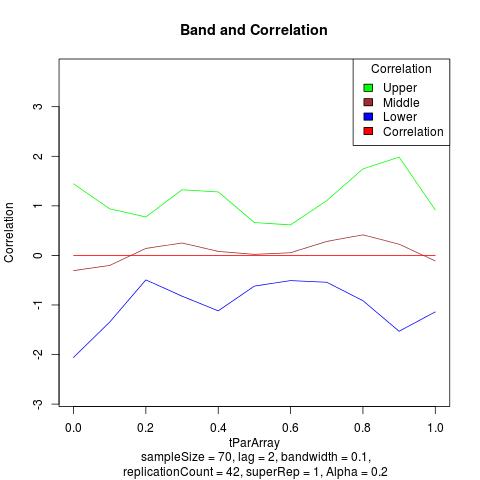 Band and Correlation
Correlation
Upper
Middle
Lower
Correlation
Correlation
3
2
1
0
-1
-2
-3
0.0 0.2 0.4 0.6 0.8 1.0
tParArray
sampleSize = 70, lag = 2, bandwidth = 0.1,
replicationCount = 42, superRep = 1, Alpha = 0.2